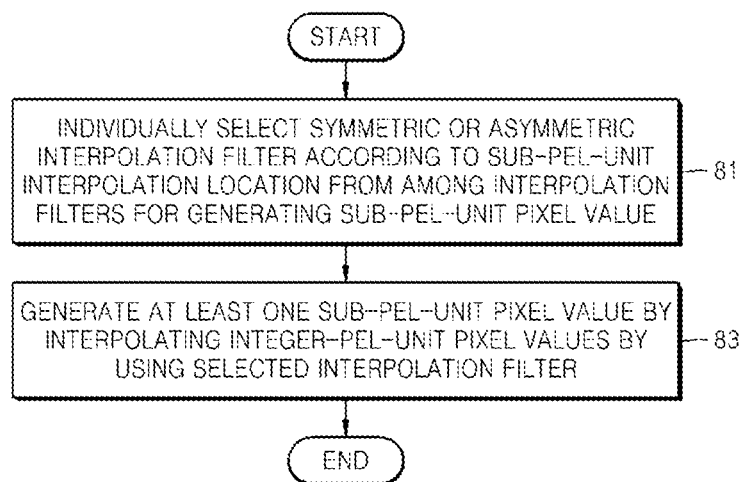 START
INDIVIDUALLY SELECT SYMMETRIC OR ASYMMETRIC
INTERPOLATION FILTER ACCORDING TO SUB-PEL-UNIT
INTERPOLATION LOCATION FROM AMONG INTERPOLATION
FILTERS FOR GENERATING SUB-PEL-UNIT PIXEL VALUE
81
GENERATE AT LEAST ONE SUB-PEL-UNIT PIXEL VALUE BY
INTERPOLATING INTEGER-PEL-UNIT PIXEL VALUES BY
USING SELECTED INTERPOLATION FILTER
83
END